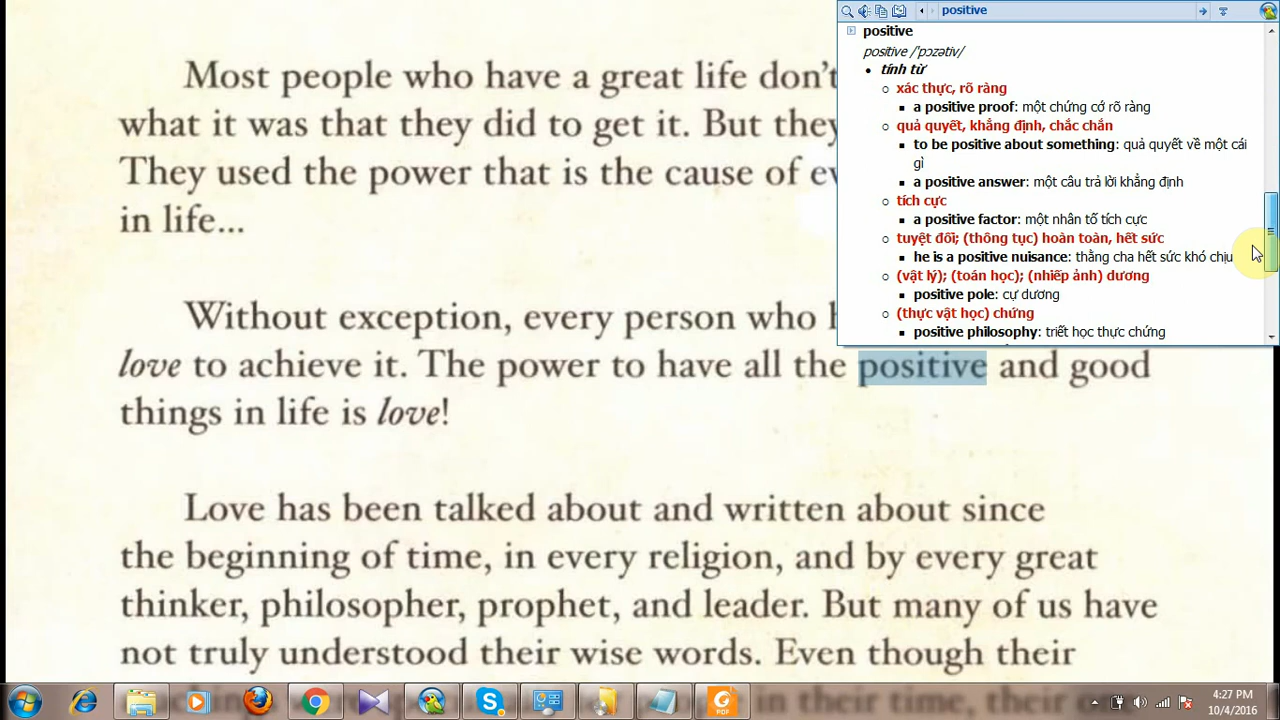 positive
positive
positive /'pɔzətiv/
tính từ
xác thực, rõ ràng
a positive proof: một chứng cớ rõ ràng
quả quyết, khẳng định, chắc chắn
to be positive about something: quả quyết về một cái
gì
a positive answer: một câu trả lời khẳng định
tích cực
a positive factor: một nhân tố tích cực
tuyệt đối; (thông tục) hoàn toàn, hết sức
he is a positive nuisance: thằng cha hết sức khó chịu
(vật lý); (toán học); (nhiếp ảnh) dương
positive pole: cự dương
(thực vật học) chứng
positive philosophy: triết học thực chứng
Most people who have a great life don't
what it was that they did to get it. But they
They used the power that is the cause of ev
in life...
Without exception, every person who h
love to achieve it. The power to have all the positive and good
things in life is love!
Love has been talked about and written about since
the beginning of time, in every religion, and by every great
thinker, philosopher, prophet, and leader. But many of us have
not truly understood their wise words. Even though their
PDF
4:27 PM
10/4/2016